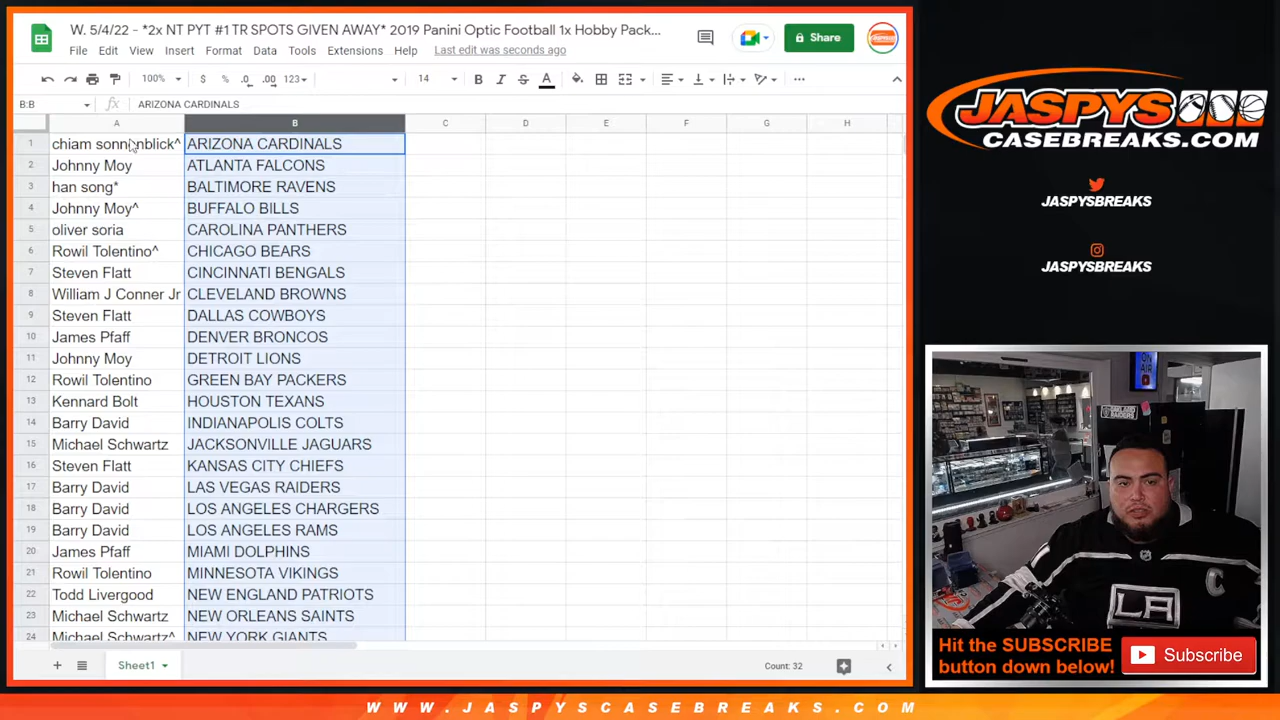 W. 5/4/22 - *2x NT PYT #1 TR SPOTS GIVEN AWAY* 2019 Panini Optic Football 1x Hobby Pack...
Share
File Edit View Insert Format Data Tools Extensions Help Last edit was seconds ago
100% $ % .0 .00 123 14 B I S A
B:B fx ARIZONA CARDINALS
A B C D E F G H
1 chiam sonnenblick^ ARIZONA CARDINALS
2 Johnny Moy ATLANTA FALCONS
3 han song* BALTIMORE RAVENS
4 Johnny Moy^ BUFFALO BILLS
5 oliver soria CAROLINA PANTHERS
6 Rowil Tolentino^ CHICAGO BEARS
7 Steven Flatt CINCINNATI BENGALS
8 William J Conner Jr CLEVELAND BROWNS
9 Steven Flatt DALLAS COWBOYS
10 James Pfaff DENVER BRONCOS
11 Johnny Moy DETROIT LIONS
12 Rowil Tolentino GREEN BAY PACKERS
13 Kennard Bolt HOUSTON TEXANS
14 Barry David INDIANAPOLIS COLTS
15 Michael Schwartz JACKSONVILLE JAGUARS
16 Steven Flatt KANSAS CITY CHIEFS
17 Barry David LAS VEGAS RAIDERS
18 Barry David LOS ANGELES CHARGERS
19 Barry David LOS ANGELES RAMS
20 James Pfaff MIAMI DOLPHINS
21 Rowil Tolentino MINNESOTA VIKINGS
22 Todd Livergood NEW ENGLAND PATRIOTS
23 Michael Schwartz NEW ORLEANS SAINTS
24 Michael Schwartz^ NEW YORK GIANTS
Sheet1
Count: 32
JASPYS
CASEBREAKS.COM
JASPYSBREAKS
JASPYSBREAKS
ON AIR
OAKLAND RAIDERS
C
LA
Hit the SUBSCRIBE
button down below!
Subscribe
WWW.JASPYSCASEBREAKS.COM